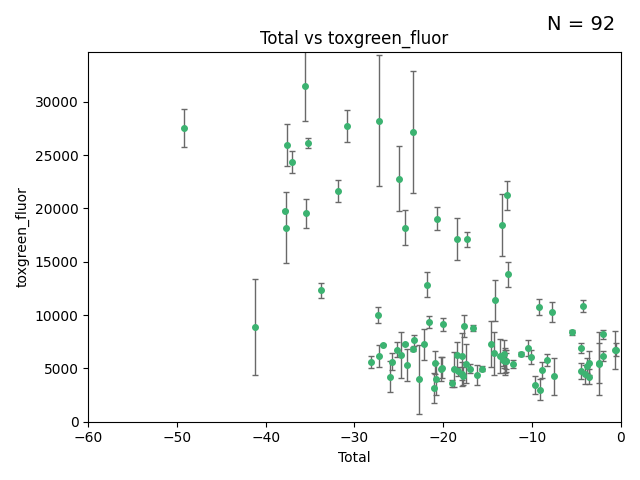 N = 92
Total vs toxgreen_fluor
toxgreen_fluor
30000
25000
20000
15000
10000
5000
0
−60 −50 −40 −30 −20 −10 0
Total